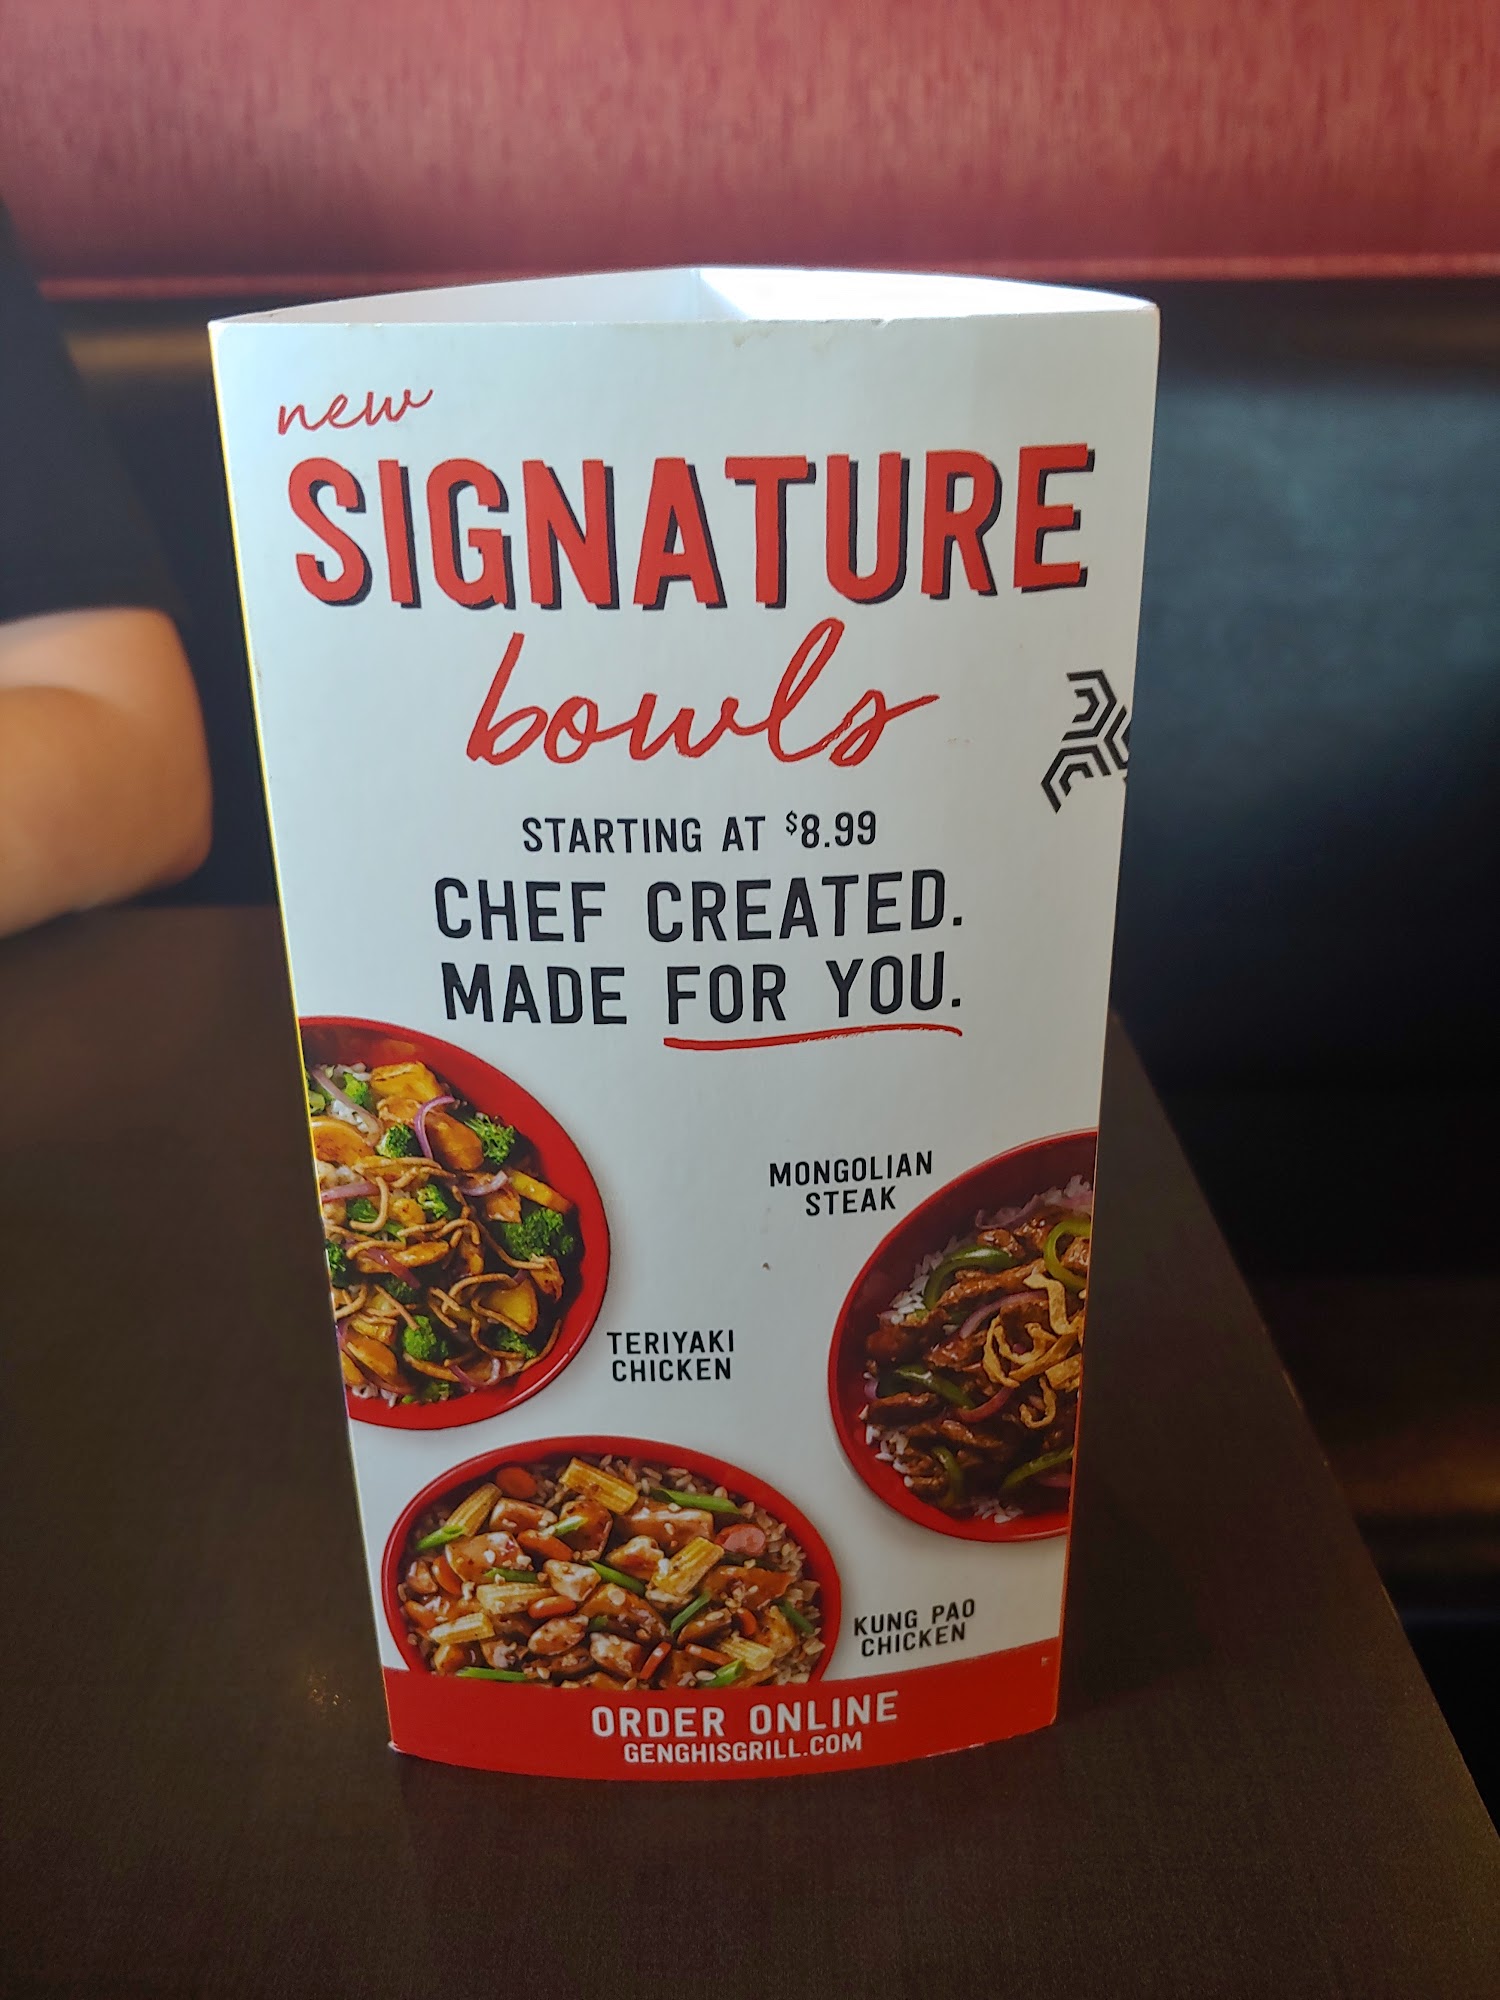 new
SIGNATURE
bowls
STARTING AT $8.99
CHEF CREATED.
MADE FOR YOU.
MONGOLIAN
STEAK
TERIYAKI
CHICKEN
KUNG PAO
CHICKEN
ORDER ONLINE
GENGHISGRILL.COM